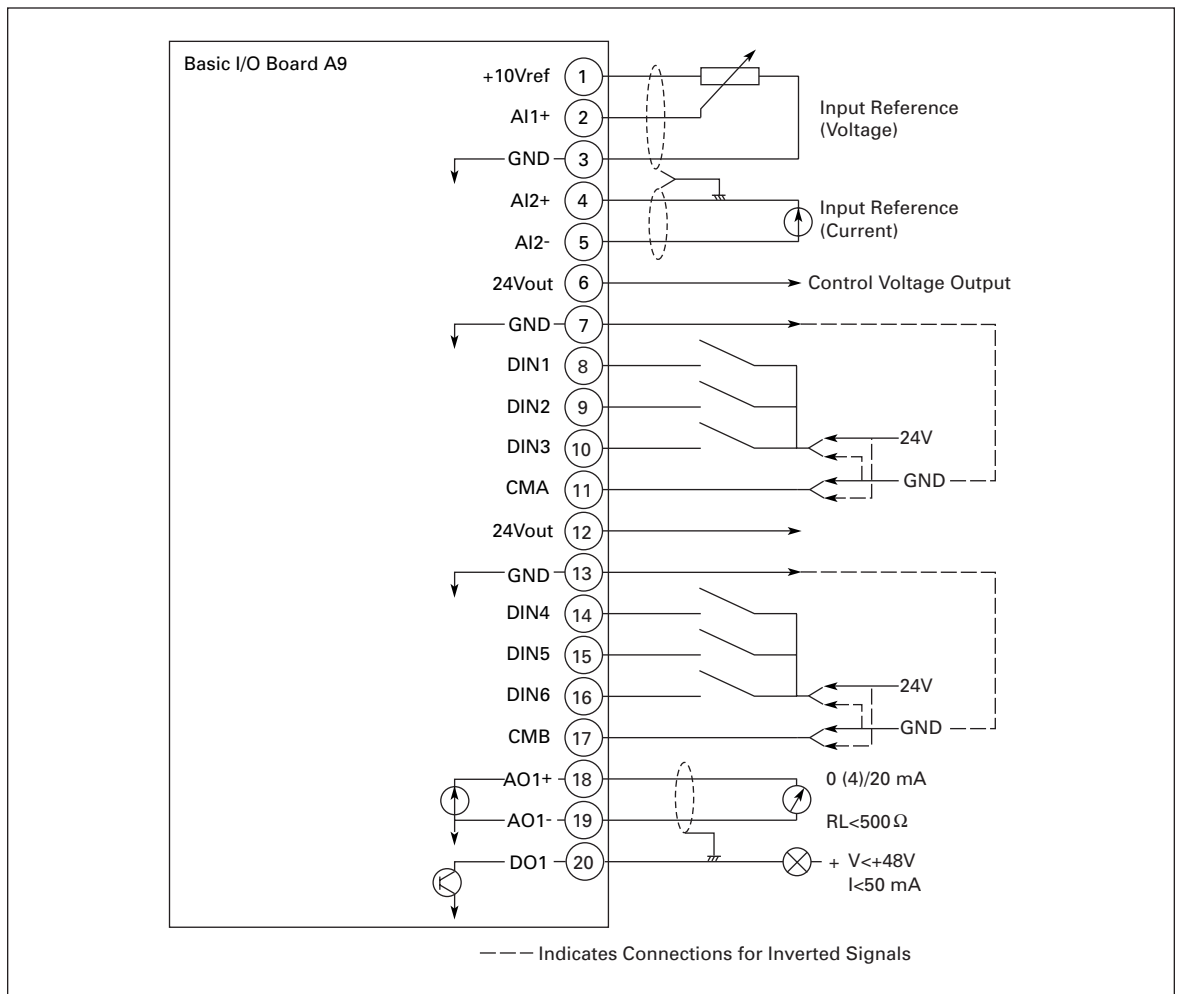 Basic I/O Board A9
+10Vref 1
AI1+ 2
Input Reference
(Voltage)
GND 3
AI2+ 4
Input Reference
(Current)
AI2- 5
24Vout 6 Control Voltage Output
GND 7
DIN1 8
DIN2 9
DIN3 10
24V
GND
CMA 11
24Vout 12
GND 13
DIN4 14
DIN5 15
DIN6 16
24V
GND
CMB 17
AO1+ 18 0 (4)/20 mA
AO1- 19 RL<500 Ω
DO1 20 + V<+48V
I<50 mA
Indicates Connections for Inverted Signals